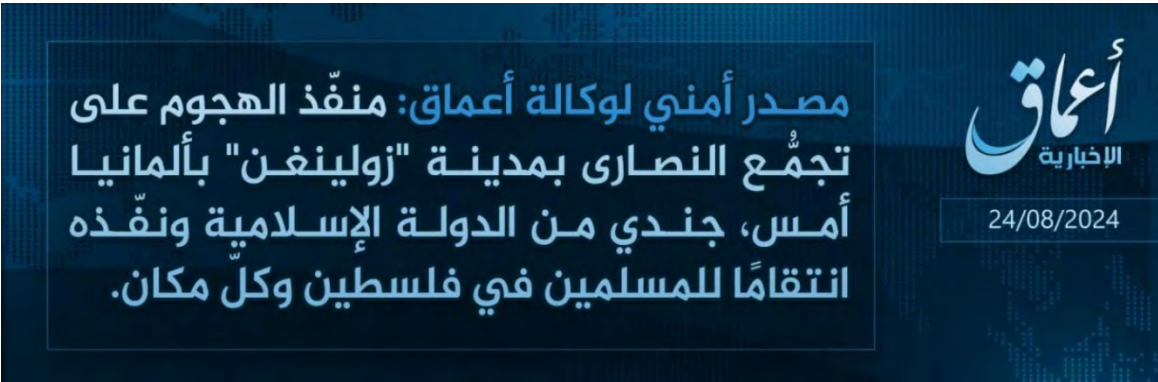 أعماق
الإخبارية
24/08/2024
مصدر أمني لوكالة أعماق: منفّذ الهجوم على
تجمُّع النصارى بمدينة "زولينغن" بألمانيا
أمس، جندي من الدولة الإسلامية ونفّذه
انتقامًا للمسلمين في فلسطين وكلّ مكان.